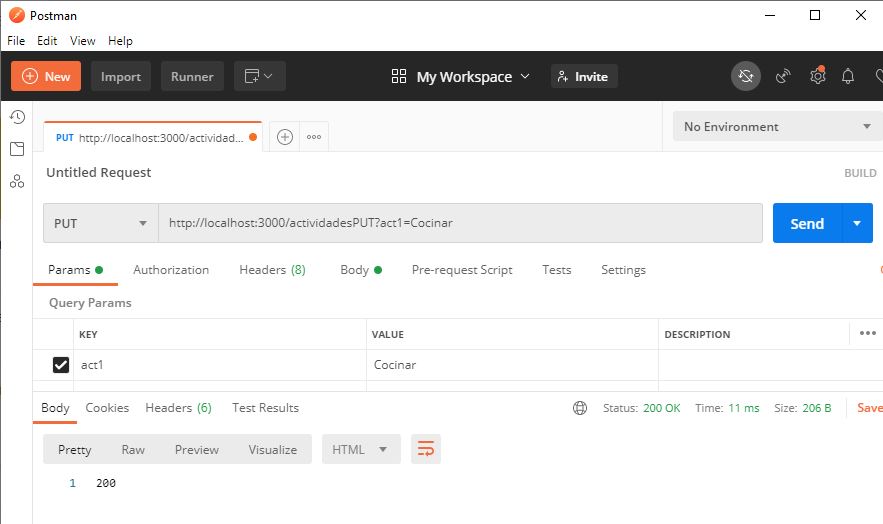 Postman
File Edit View Help
New Import Runner My Workspace Invite
PUT http://localhost:3000/actividad...
No Environment
Untitled Request
BUILD
PUT http://localhost:3000/actividadesPUT?act1=Cocinar Send
Params Authorization Headers (8) Body Pre-request Script Tests Settings
Query Params
KEY VALUE DESCRIPTION
act1 Cocinar
Body Cookies Headers (6) Test Results Status: 200 OK Time: 11 ms Size: 206 B Save
Pretty Raw Preview Visualize HTML
1 200